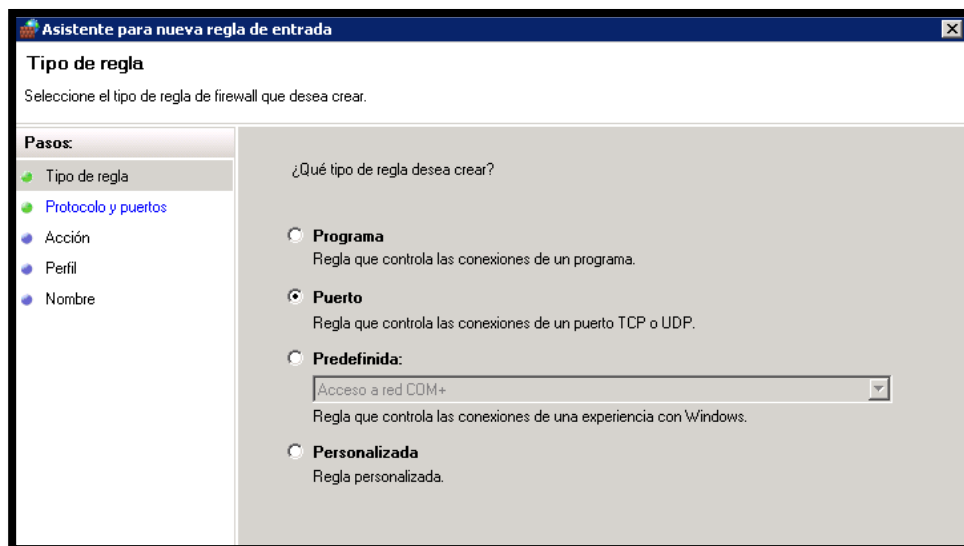 Asistente para nueva regla de entrada
Tipo de regla
Seleccione el tipo de regla de firewall que desea crear.
Pasos:
Tipo de regla
Protocolo y puertos
Acción
Perfil
Nombre
¿Qué tipo de regla desea crear?
Programa
Regla que controla las conexiones de un programa.
Puerto
Regla que controla las conexiones de un puerto TCP o UDP.
Predefinida:
Acceso a red COM+
Regla que controla las conexiones de una experiencia con Windows.
Personalizada
Regla personalizada.